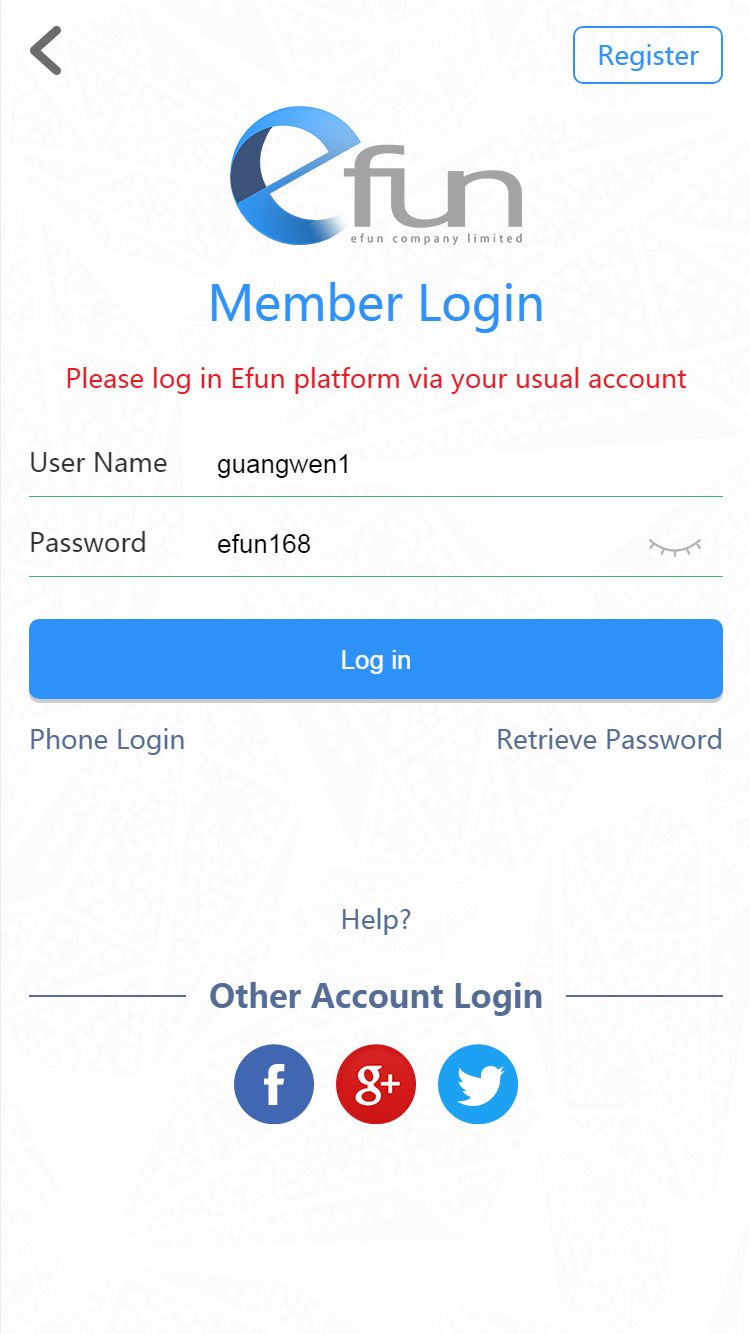 Register
efun
efun company limited
Member Login
Please log in Efun platform via your usual account
User Name guangwen1
Password efun168
Log in
Phone Login Retrieve Password
Help?
Other Account Login
f g+